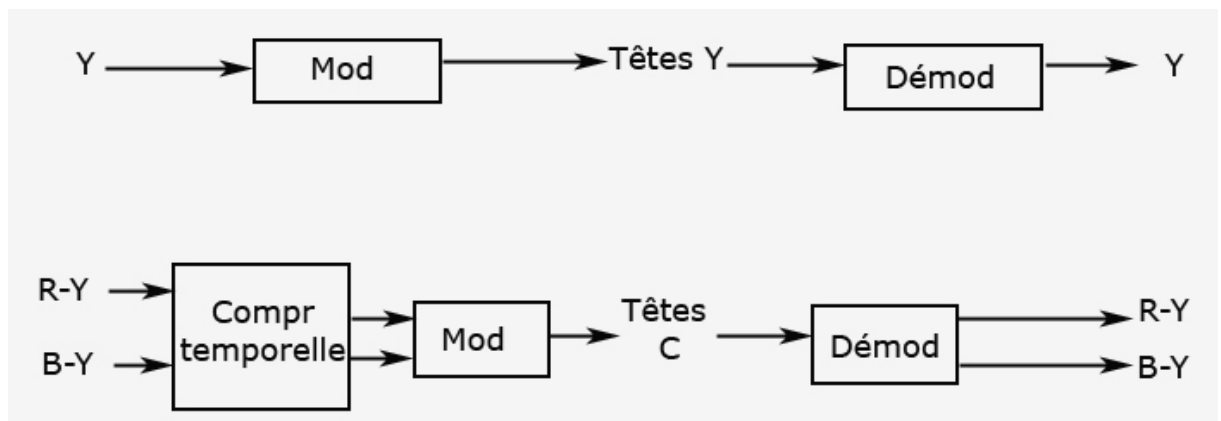 Y Mod Têtes Y Démod Y
R-Y Compr temporelle Mod Têtes C Démod R-Y
B-Y B-Y